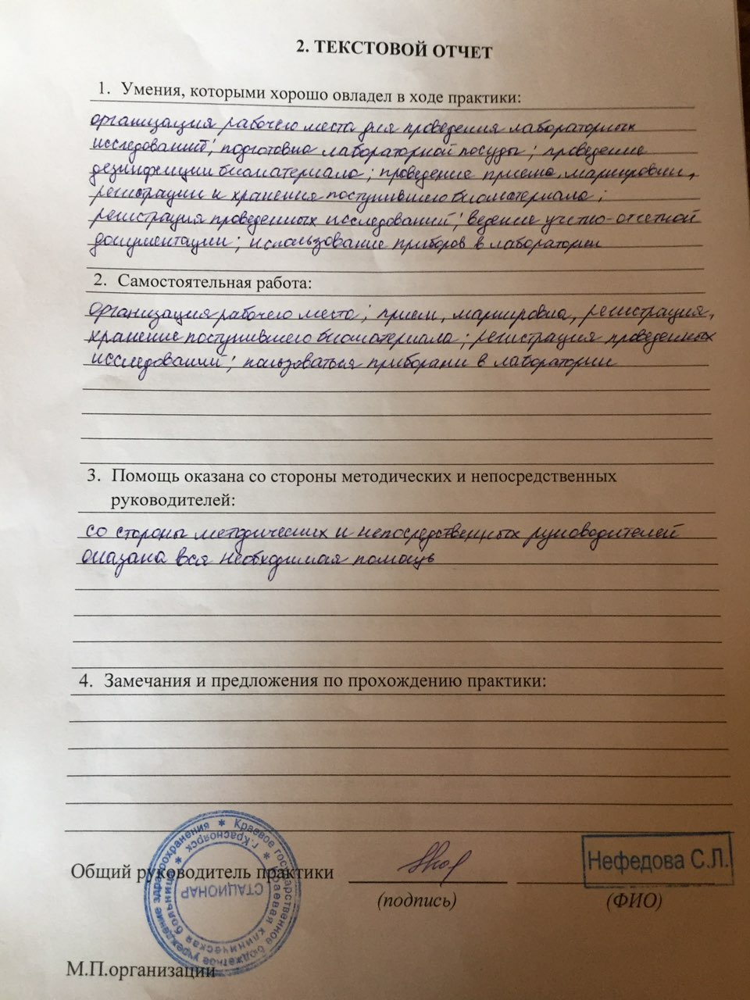 2. ТЕКСТОВОЙ ОТЧЕТ
1. Умения, которыми хорошо овладел в ходе практики:
организация рабочего места для проведения лабораторных
исследований; подготовка лабораторной посуды; проведение
дезинфекции биоматериала; проведение приема, маркировки,
регистрации и хранения поступившего биоматериала;
регистрация проведенных исследований; ведение учетно-отчетной
документации; использование приборов в лаборатории
2. Самостоятельная работа:
организация рабочего места; прием, маркировка, регистрация,
хранение поступившего биоматериала; регистрация проведенных
исследований; пользоваться приборами в лаборатории
3. Помощь оказана со стороны методических и непосредственных
руководителей:
со стороны методических и непосредственных руководителей
оказана вся необходимая помощь
4. Замечания и предложения по прохождению практики:
Общий руководитель практики
Нефедова С.Л.
(подпись)
(ФИО)
М.П.организации
Краевое государственное бюджетное учреждение здравоохранения
Краевая клиническая больница
г.Красноярск
СТАЦИОНАР